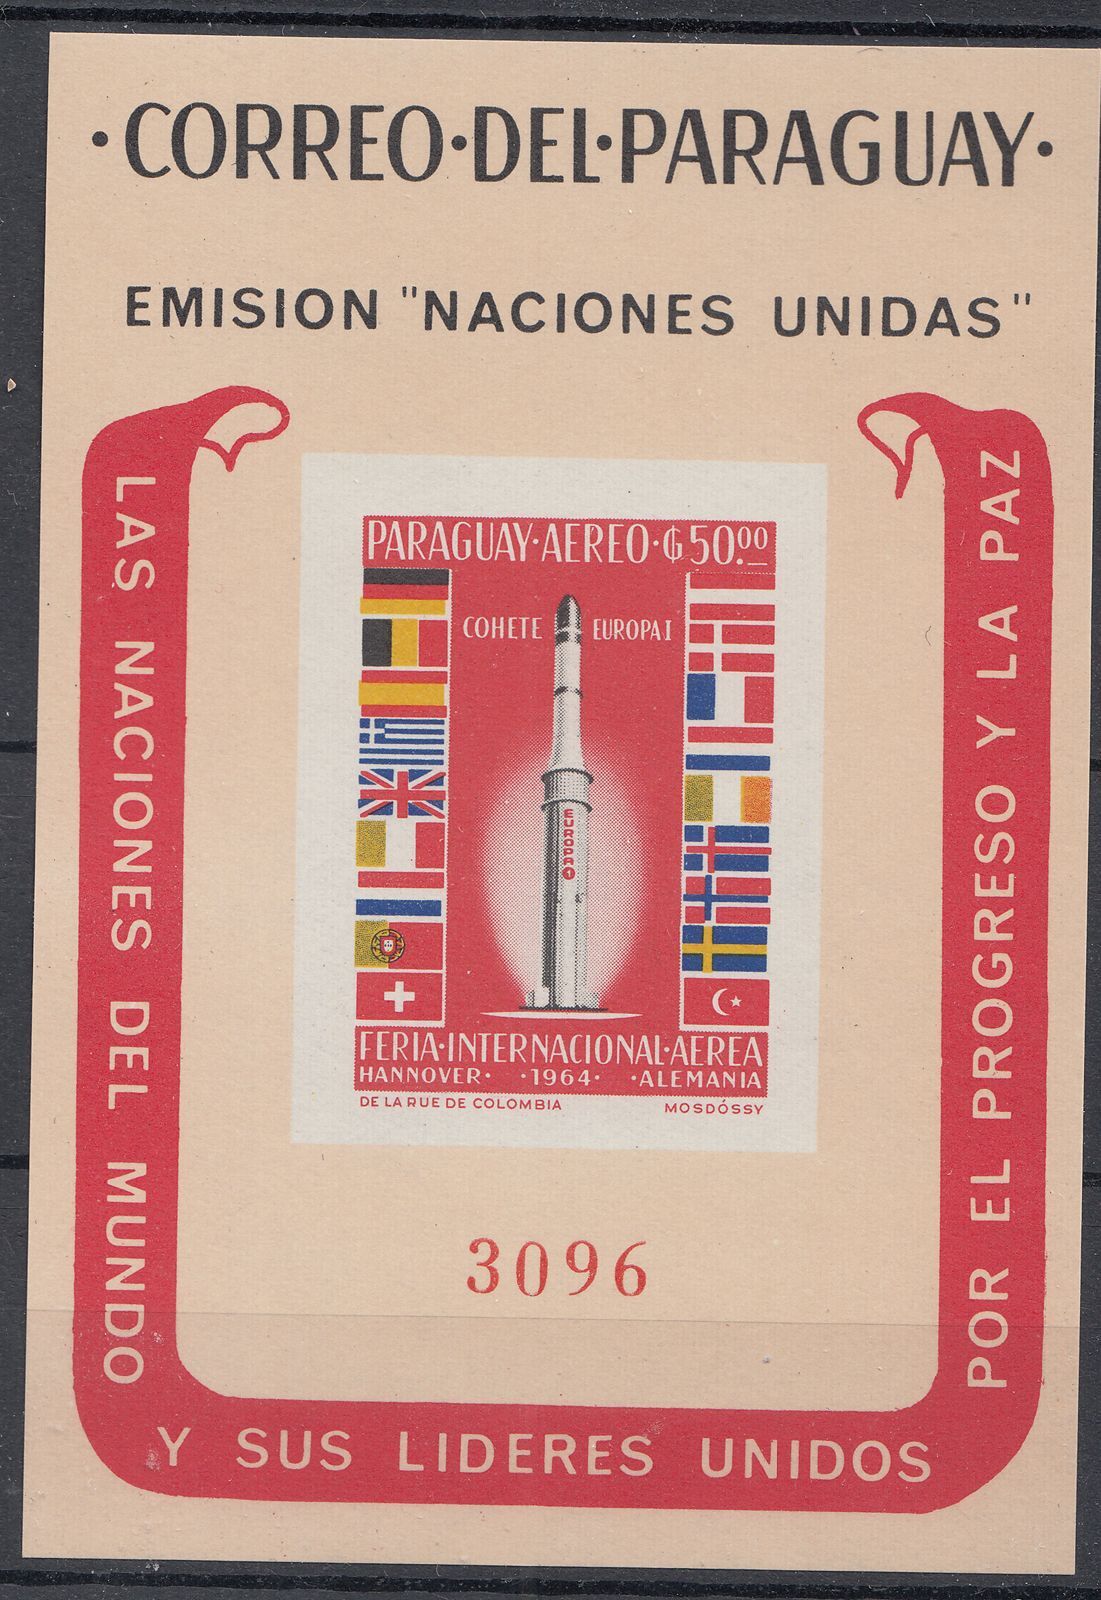 ·CORREO·DEL·PARAGUAY·
EMISION "NACIONES UNIDAS"
LAS NACIONES DEL MUNDO
Y SUS LIDERES UNIDOS
POR EL PROGRESO Y LA PAZ
PARAGUAY·AEREO·₲50.00
COHETE EUROPA I
EUROPA 1
FERIA·INTERNACIONAL·AEREA
HANNOVER· ·1964· ·ALEMANIA
DE LA RUE DE COLOMBIA MOSDÓSSY
3096